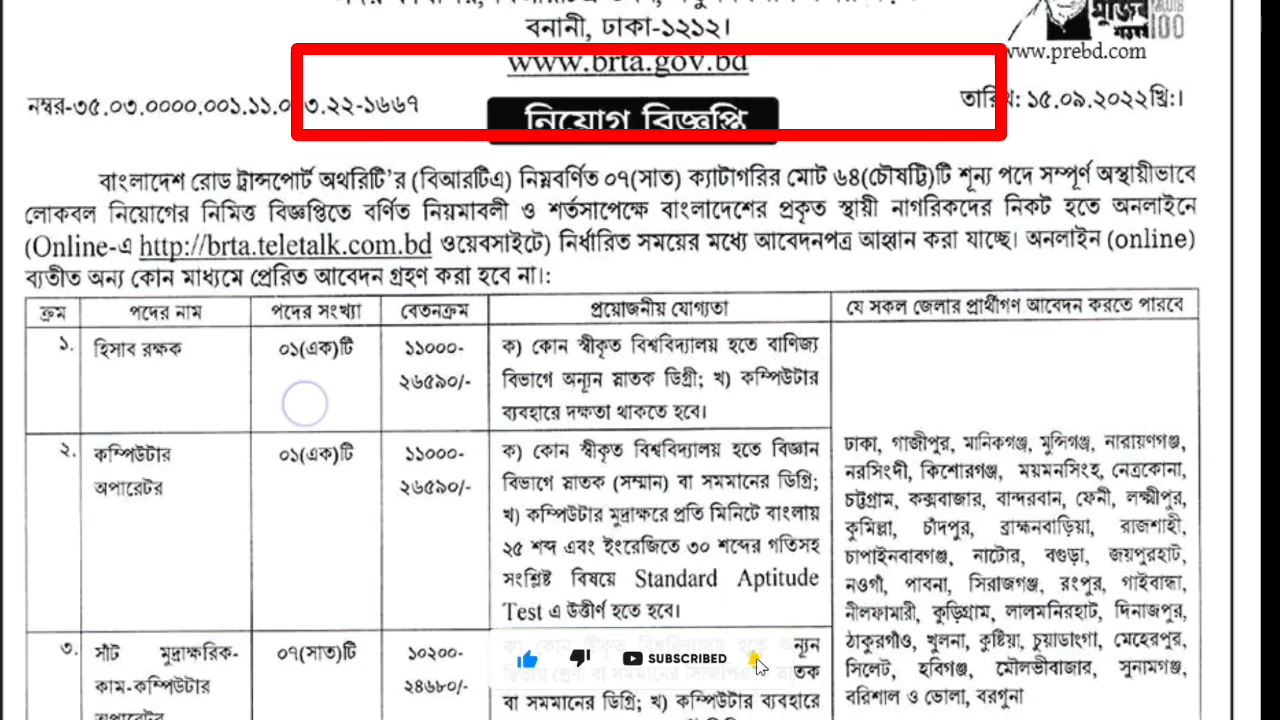 বনানী, ঢাকা-১২১২।
মুজিব
শতবর্ষ 100
www.prebd.com
www.brta.gov.bd
নম্বর-৩৫.০৩.০০০০.০০১.১১.০ ৩.২২-১৬৬৭
তারিখ: ১৫.০৯.২০২২খ্রি:।
নিয়োগ বিজ্ঞপ্তি
বাংলাদেশ রোড ট্রান্সপোর্ট অথরিটি'র (বিআরটিএ) নিম্নবর্ণিত ০৭(সাত) ক্যাটাগরির মোট ৬৪(চৌষট্টি)টি শূন্য পদে সম্পূর্ণ অস্থায়ীভাবে
লোকবল নিয়োগের নিমিত্ত বিজ্ঞপ্তিতে বর্ণিত নিয়মাবলী ও শর্তসাপেক্ষে বাংলাদেশের প্রকৃত স্থায়ী নাগরিকদের নিকট হতে অনলাইনে
(Online-এ http://brta.teletalk.com.bd ওয়েবসাইটে) নির্ধারিত সময়ের মধ্যে আবেদনপত্র আহ্বান করা যাচ্ছে। অনলাইন (online)
ব্যতীত অন্য কোন মাধ্যমে প্রেরিত আবেদন গ্রহণ করা হবে না।:
ক্রম পদের নাম পদের সংখ্যা বেতনক্রম প্রয়োজনীয় যোগ্যতা যে সকল জেলার প্রার্থীগণ আবেদন করতে পারবে
১. হিসাব রক্ষক ০১(এক)টি ১১০০০-
২৬৫৯০/-
ক) কোন স্বীকৃত বিশ্ববিদ্যালয় হতে বাণিজ্য
বিভাগে অন্যূন স্নাতক ডিগ্রী; খ) কম্পিউটার
ব্যবহারে দক্ষতা থাকতে হবে।
২. কম্পিউটার
অপারেটর
০১(এক)টি ১১০০০-
২৬৫৯০/-
ক) কোন স্বীকৃত বিশ্ববিদ্যালয় হতে বিজ্ঞান
বিভাগে স্নাতক (সম্মান) বা সমমানের ডিগ্রি;
খ) কম্পিউটার মুদ্রাক্ষরে প্রতি মিনিটে বাংলায়
২৫ শব্দ এবং ইংরেজিতে ৩০ শব্দের গতিসহ
সংশ্লিষ্ট বিষয়ে Standard Aptitude
Test এ উত্তীর্ণ হতে হবে।
ঢাকা, গাজীপুর, মানিকগঞ্জ, মুন্সিগঞ্জ, নারায়ণগঞ্জ,
নরসিংদী, কিশোরগঞ্জ, ময়মনসিংহ, নেত্রকোনা,
চট্টগ্রাম, কক্সবাজার, বান্দরবান, ফেনী, লক্ষ্মীপুর,
কুমিল্লা, চাঁদপুর, ব্রাহ্মনবাড়িয়া, রাজশাহী,
চাপাইনবাবগঞ্জ, নাটোর, বগুড়া, জয়পুরহাট,
নওগাঁ, পাবনা, সিরাজগঞ্জ, রংপুর, গাইবান্ধা,
নীলফামারী, কুড়িগ্রাম, লালমনিরহাট, দিনাজপুর,
ঠাকুরগাঁও, খুলনা, কুষ্টিয়া, চুয়াডাংগা, মেহেরপুর,
সিলেট, হবিগঞ্জ, মৌলভীবাজার, সুনামগঞ্জ,
বরিশাল ও ভোলা, বরগুনা
৩. সাঁট মুদ্রাক্ষরিক-
কাম-কম্পিউটার
অপারেটর
০৭(সাত)টি ১০২০০-
২৪৬৮০/-
বা সমমানের ডিগ্রি; খ) কম্পিউটার ব্যবহারে
SUBSCRIBED